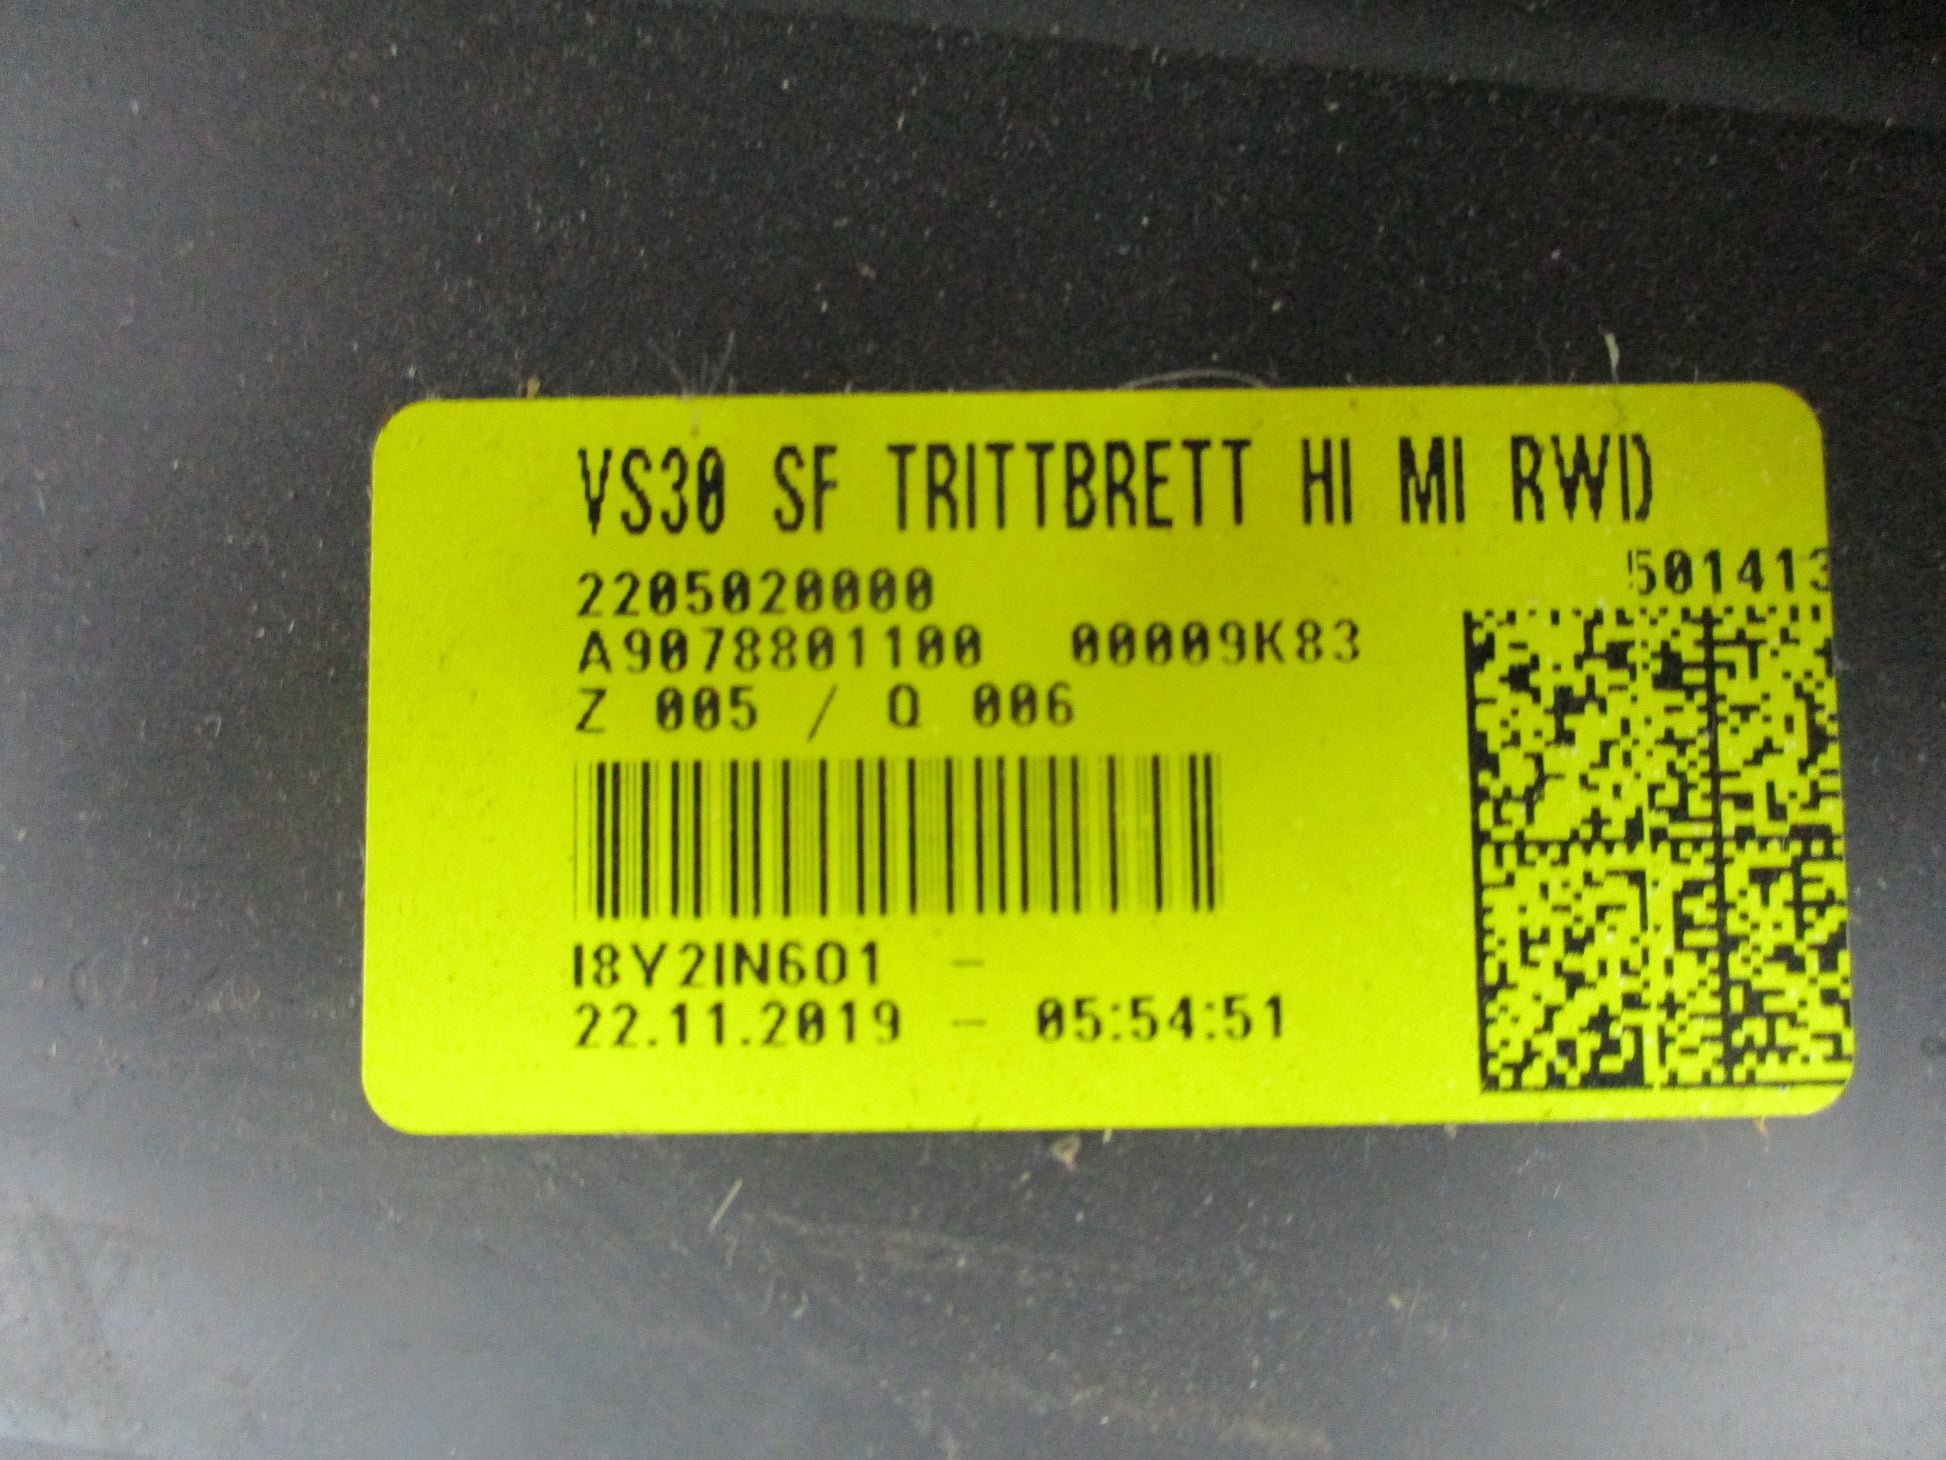 VS30 SF TRITTBRETT HI MI RWD
501413
2205020000
A9078801100 00009K83
Z 005 / Q 006
I8Y2IN601 -
22.11.2019 - 05:54:51